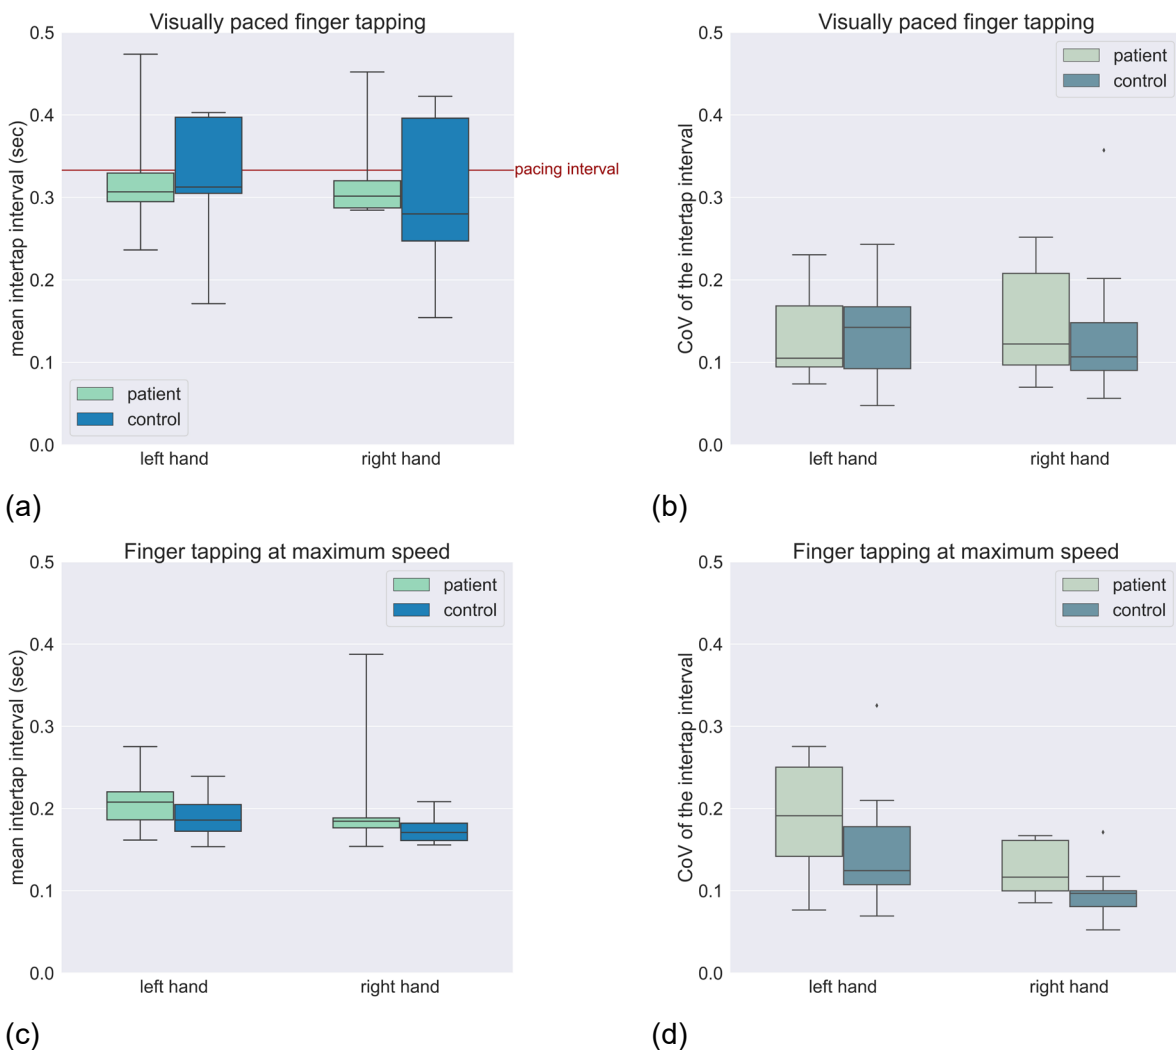 Visually paced finger tapping
mean intertap interval (sec)
0.5
0.4
0.3
0.2
0.1
0.0
pacing interval
patient
control
left hand
right hand
(a)
Visually paced finger tapping
CoV of the intertap interval
0.5
0.4
0.3
0.2
0.1
0.0
patient
control
left hand
right hand
(b)
Finger tapping at maximum speed
mean intertap interval (sec)
0.5
0.4
0.3
0.2
0.1
0.0
patient
control
left hand
right hand
(c)
Finger tapping at maximum speed
CoV of the intertap interval
0.5
0.4
0.3
0.2
0.1
0.0
patient
control
left hand
right hand
(d)